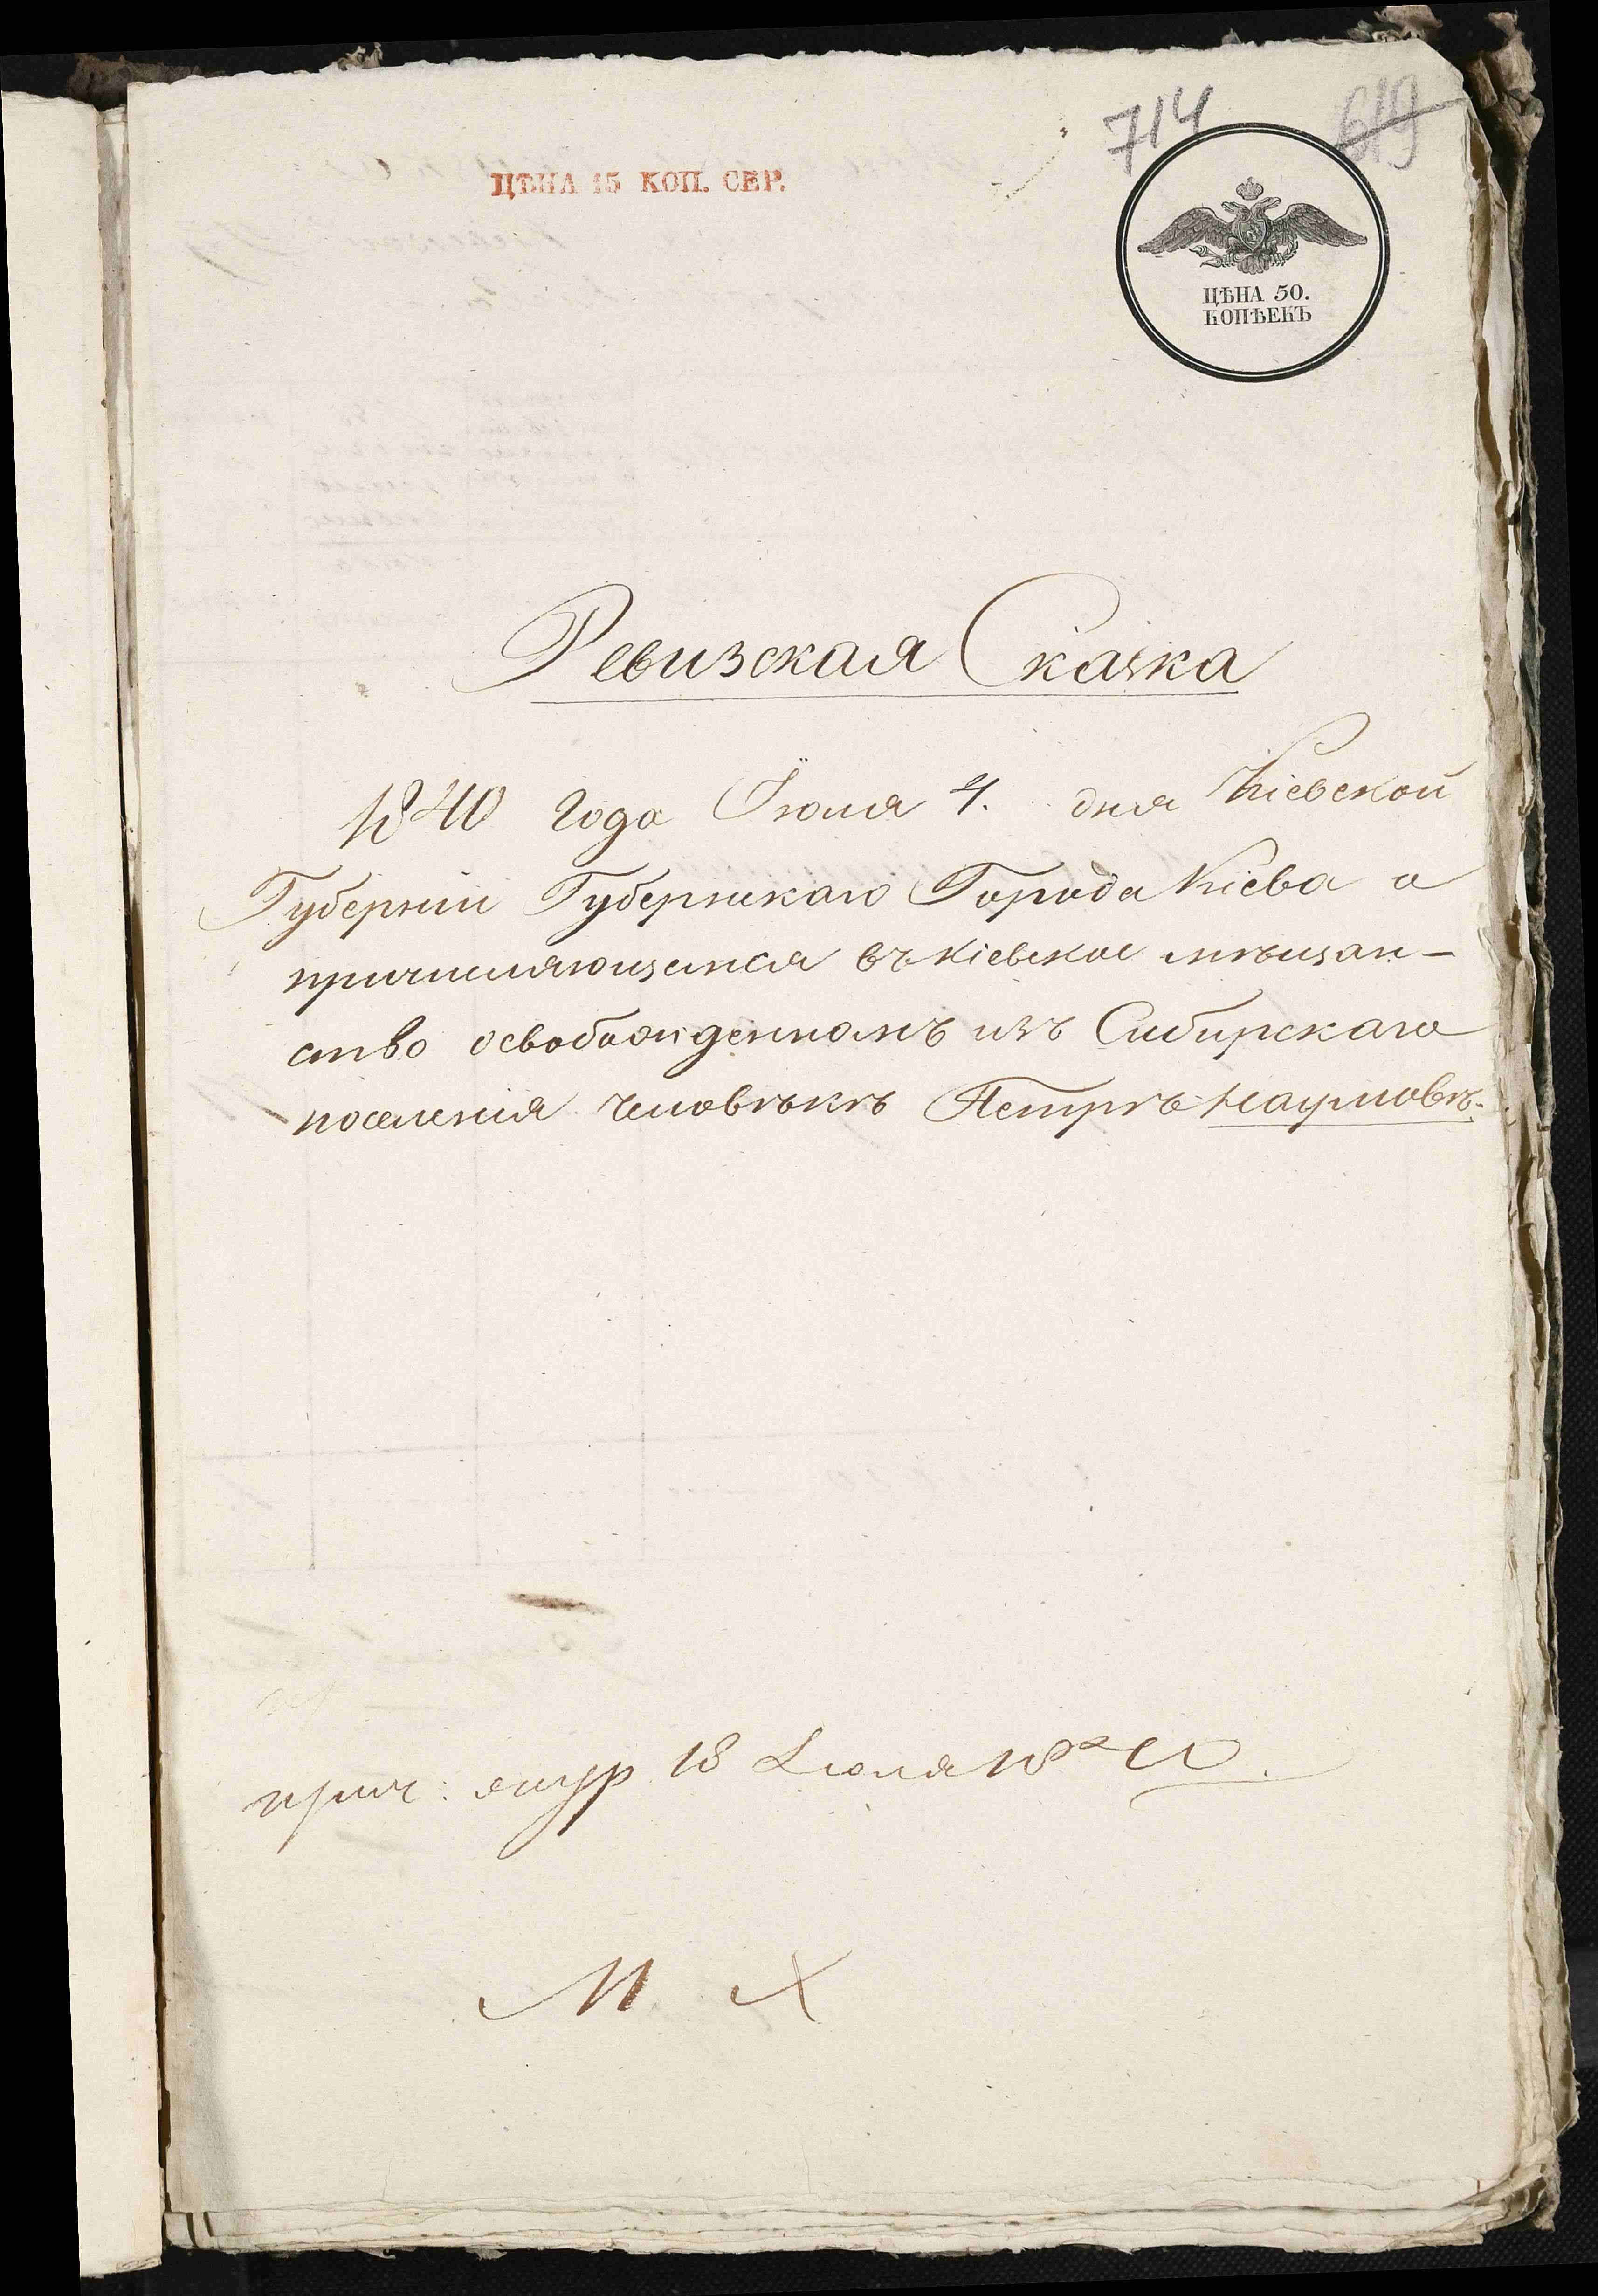 714
619
ЦѢНА 15 КОП. СЕР.
ЦѢНА 50.
КОПѢЕКЪ
Ревизская Сказка
1840 Года Іюля 4. дня Кіевской
Губерніи Губернскаго Города Кіева о
причисляющемся въ кіевское мѣщан-
ство освобожденномъ изъ Сибирскаго
поселенія человѣкѣ Петрѣ Наумовѣ.
прич: 18 Іюля 1840.
М Х